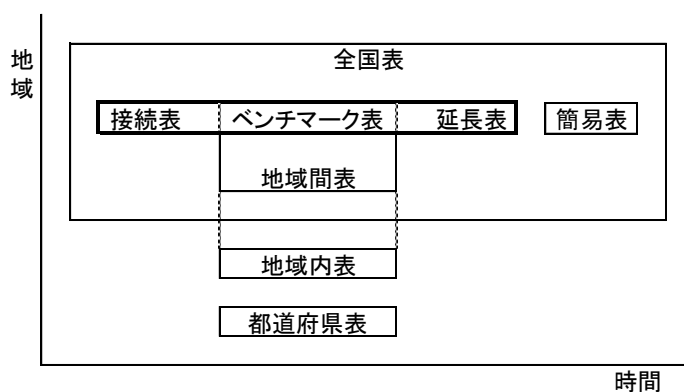 地域
全国表
接続表 ベンチマーク表 延長表 簡易表
地域間表
地域内表
都道府県表
時間